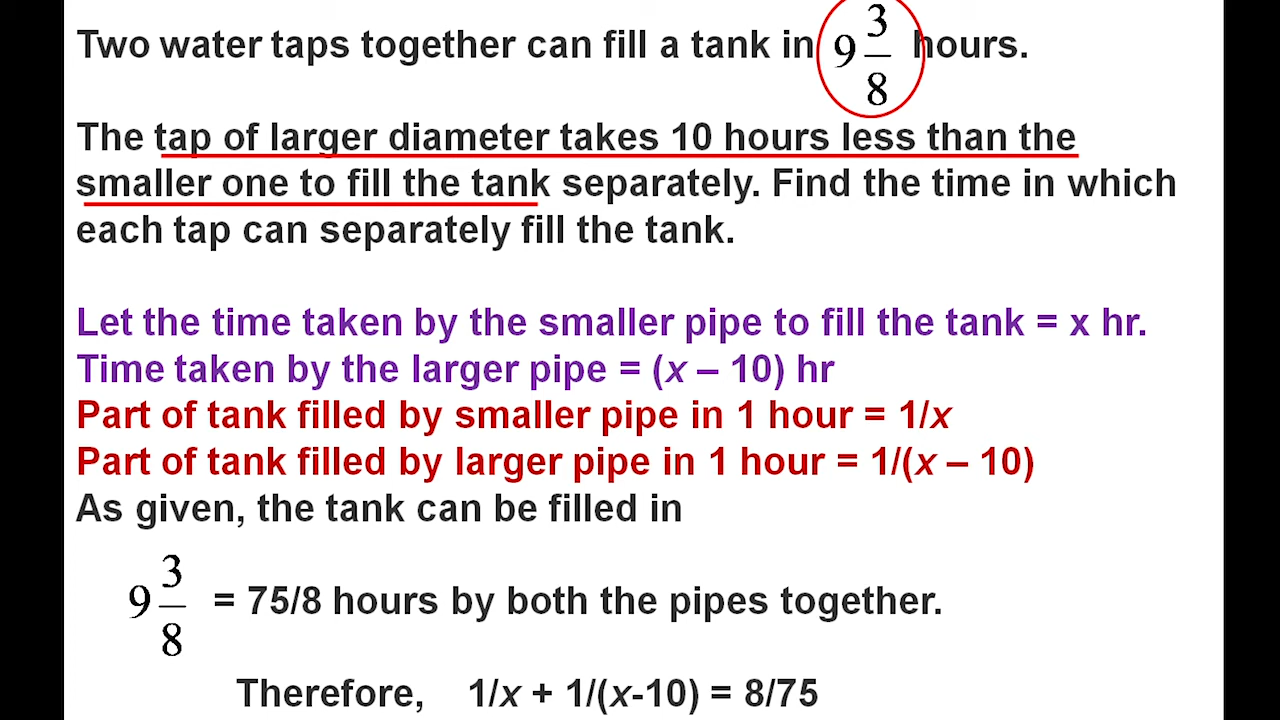 Two water taps together can fill a tank in 9 3/8 hours.
The tap of larger diameter takes 10 hours less than the
smaller one to fill the tank separately. Find the time in which
each tap can separately fill the tank.
Let the time taken by the smaller pipe to fill the tank = x hr.
Time taken by the larger pipe = (x – 10) hr
Part of tank filled by smaller pipe in 1 hour = 1/x
Part of tank filled by larger pipe in 1 hour = 1/(x – 10)
As given, the tank can be filled in
9 3/8 = 75/8 hours by both the pipes together.
Therefore, 1/x + 1/(x-10) = 8/75